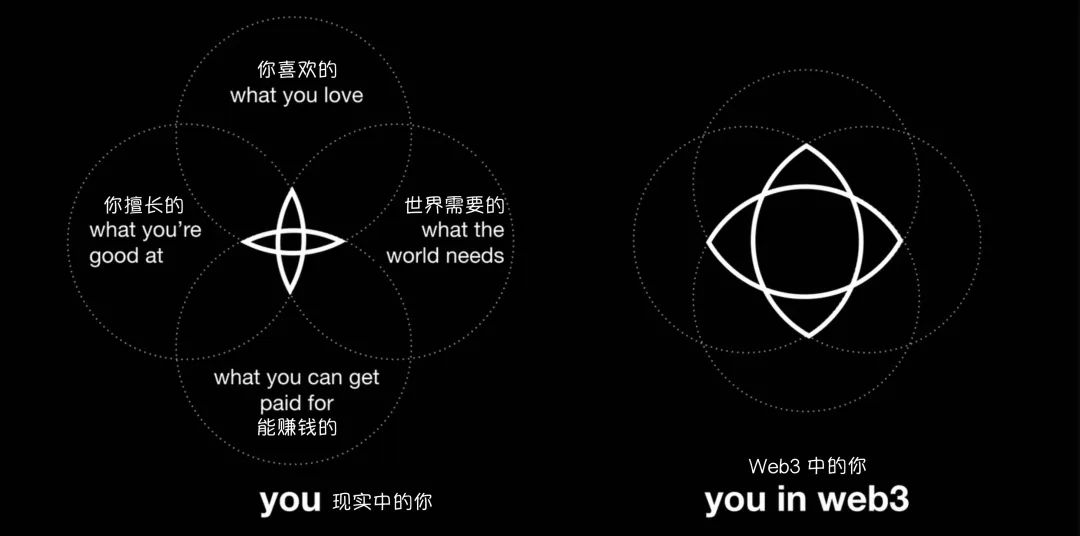 你喜欢的
what you love
你擅长的
what you're
good at
世界需要的
what the
world needs
what you can get
paid for
能赚钱的
you 现实中的你
Web3 中的你
you in web3